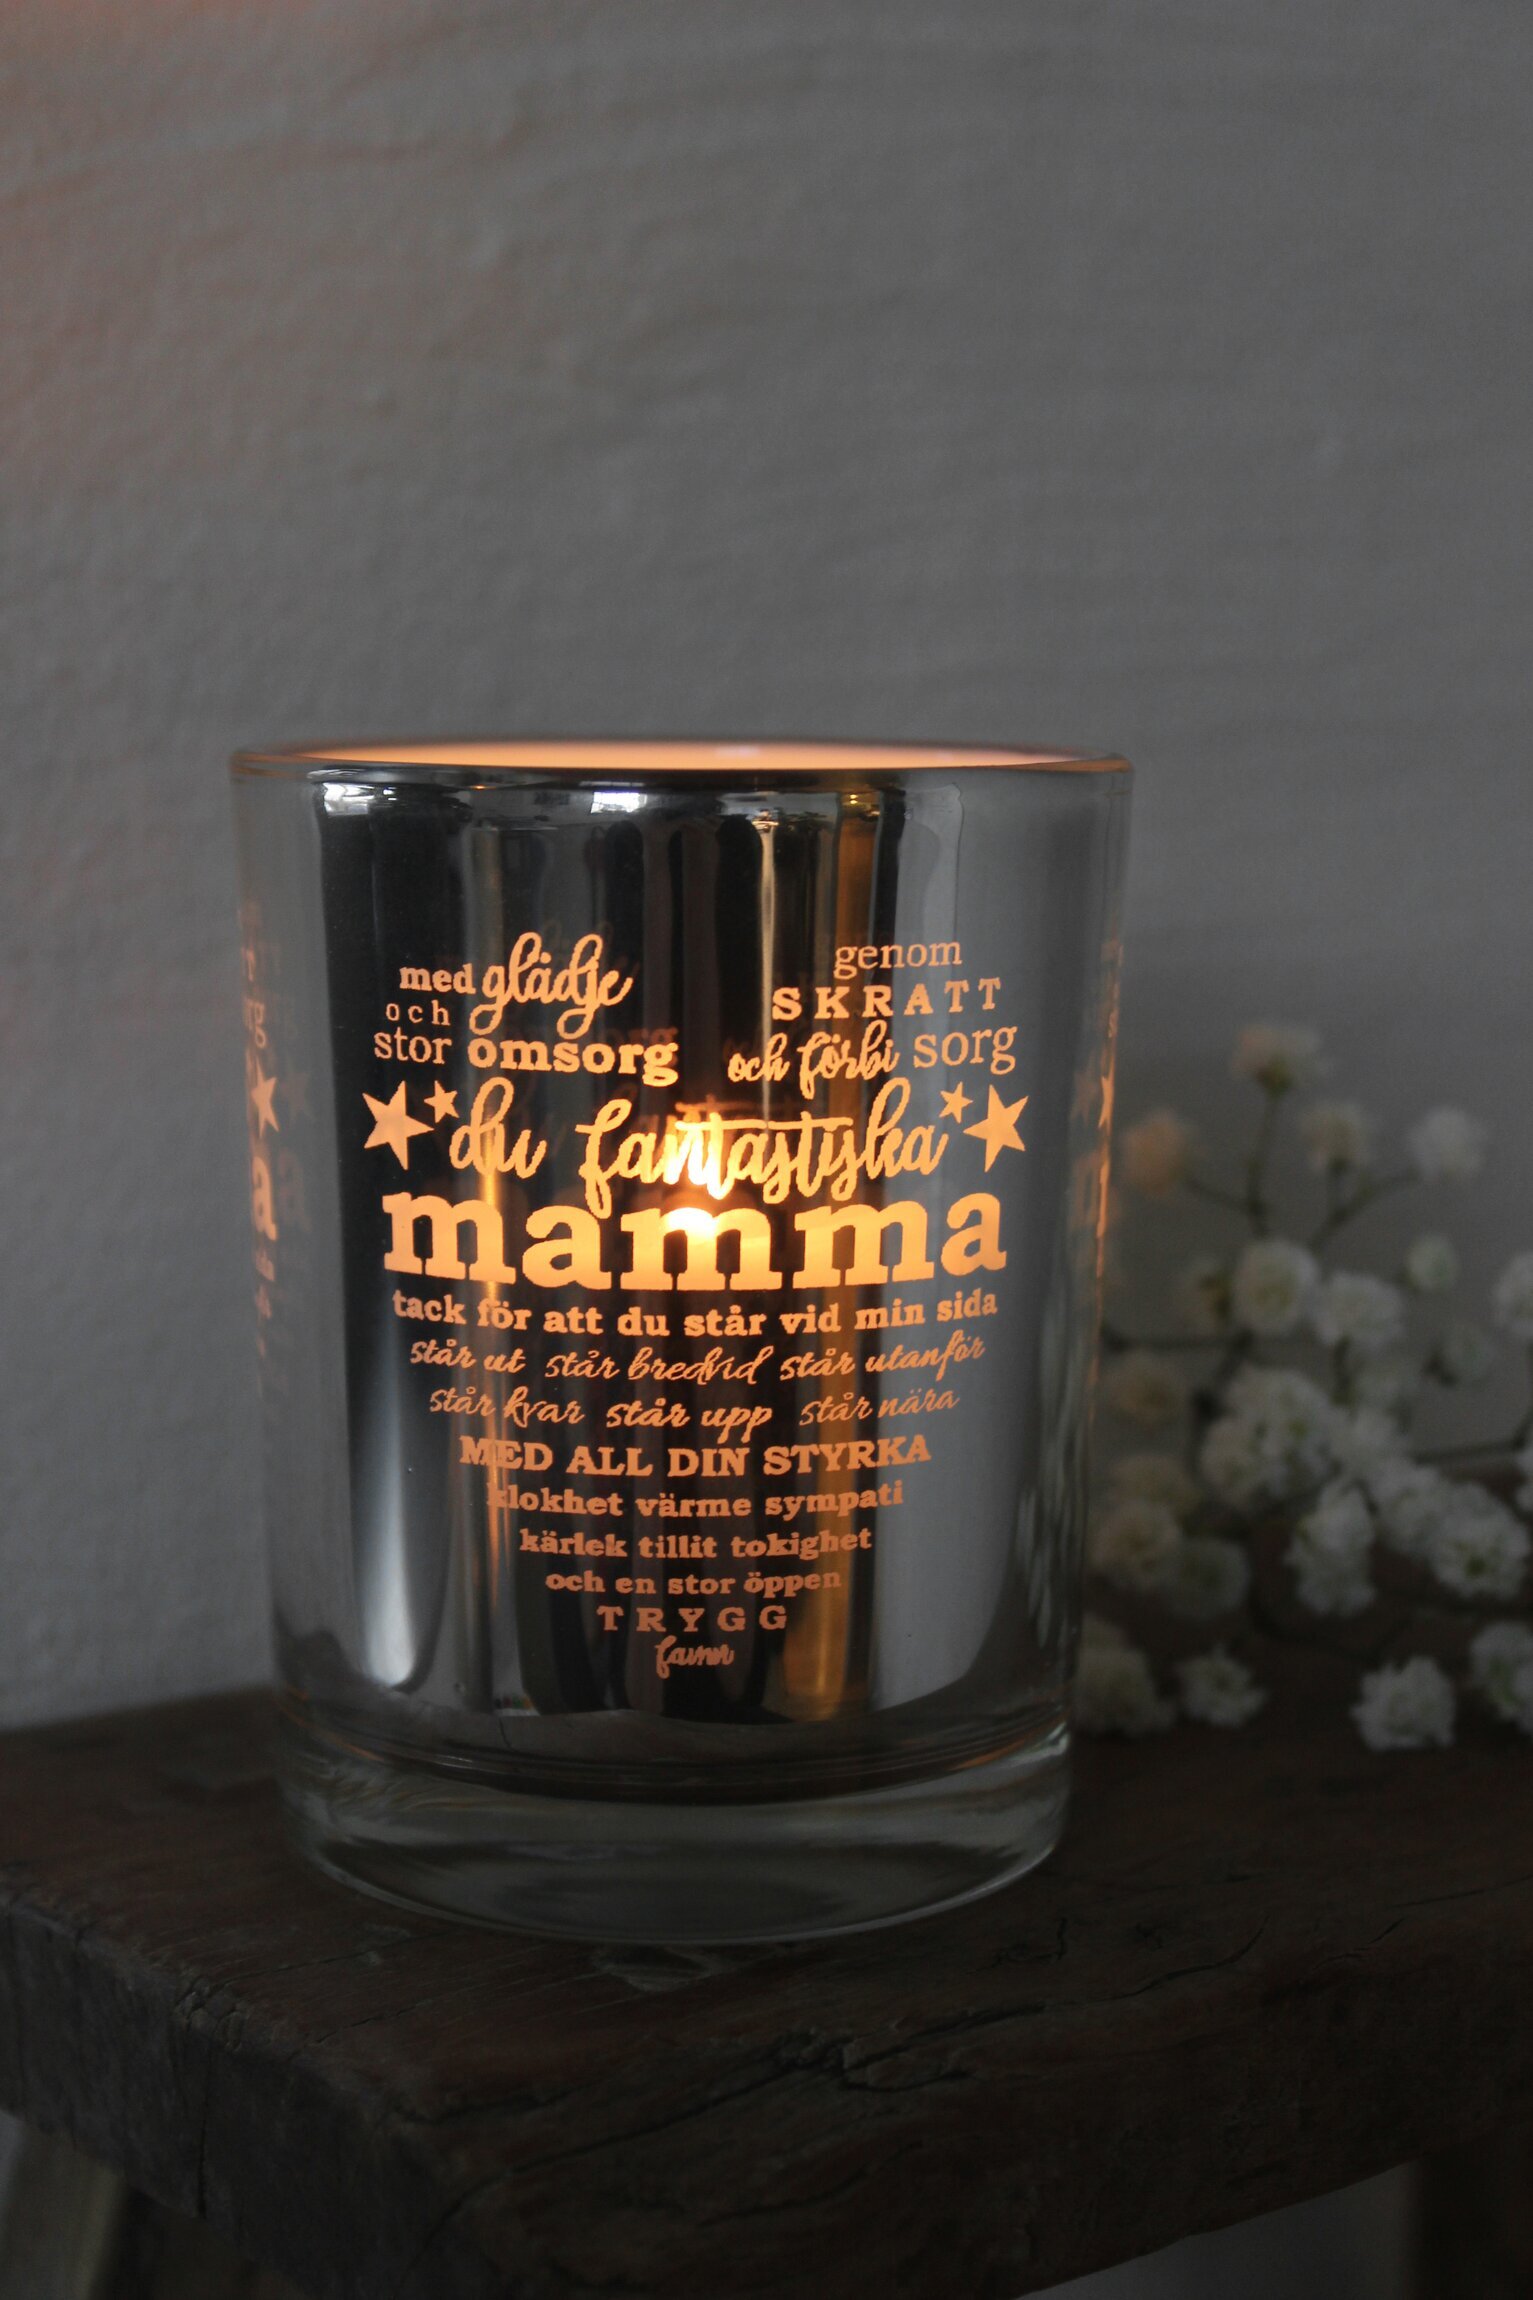 med glädje
och
stor omsorg
genom
SKRATT
och förbi sorg
du fantastiska
mamma
tack för att du står vid min sida
står ut står bredvid står utanför
står kvar står upp står nära
MED ALL DIN STYRKA
klokhet värme sympati
kärlek tillit tokighet
och en stor öppen
TRYGG
famn